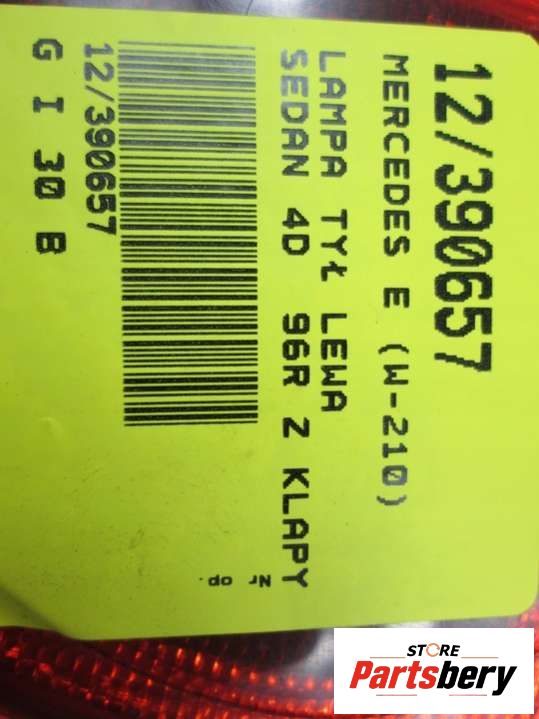 12/390657
MERCEDES E (W-210)
LAMPA TYŁ LEWA
SEDAN 4D 96R Z KLAPY
Nr op.
12/390657
G I 30 B
STORE
Partsbery